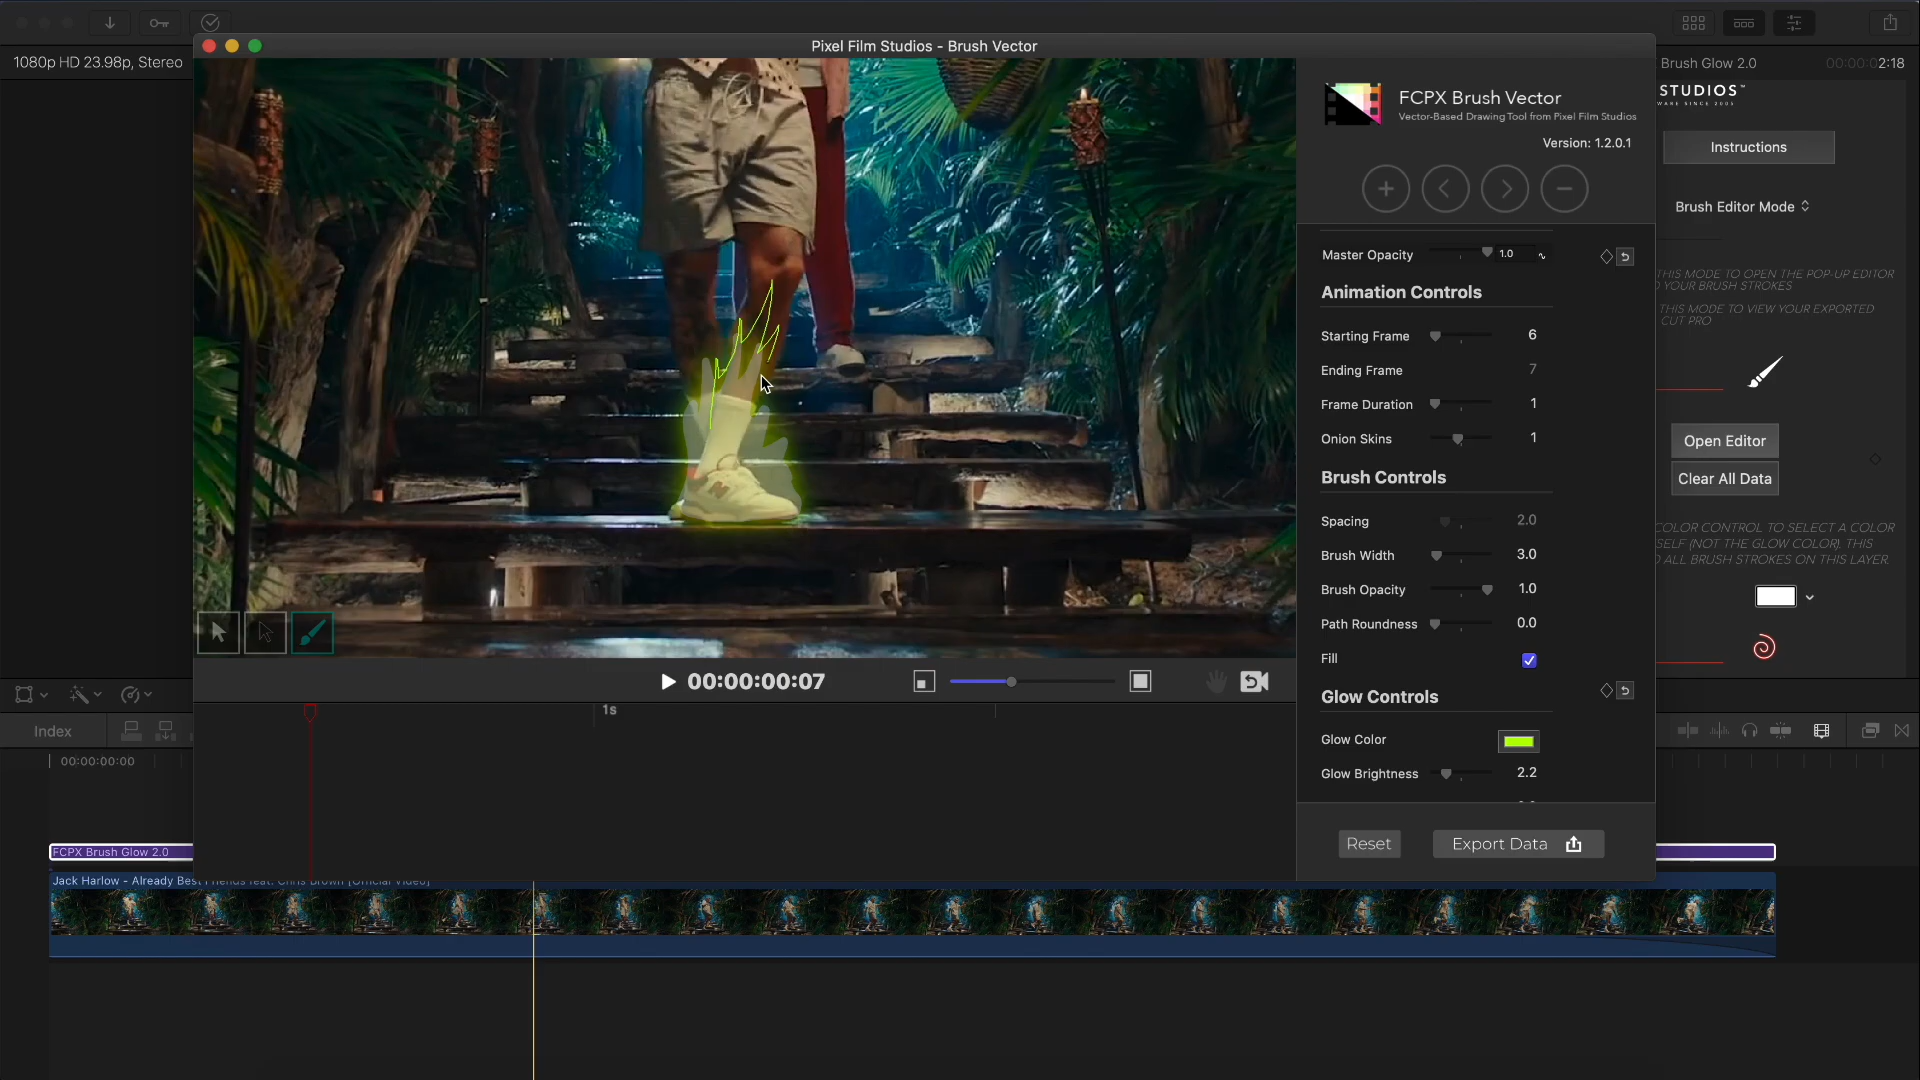 Pixel Film Studios - Brush Vector
1080p HD 23.98p, Stereo
Brush Glow 2.0
00:00:02:18
STUDIOS™
WARE SINCE 2005
FCPX Brush Vector
Vector-Based Drawing Tool from Pixel Film Studios
Version: 1.2.0.1
Instructions
Brush Editor Mode
Master Opacity 1.0
THIS MODE TO OPEN THE POP-UP EDITOR
YOUR BRUSH STROKES
THIS MODE TO VIEW YOUR EXPORTED
CUT PRO
Animation Controls
Starting Frame 6
Ending Frame 7
Frame Duration 1
Onion Skins 1
Open Editor
Clear All Data
Brush Controls
Spacing 2.0
Brush Width 3.0
Brush Opacity 1.0
Path Roundness 0.0
Fill
COLOR CONTROL TO SELECT A COLOR
SELF (NOT THE GLOW COLOR). THIS
ALL BRUSH STROKES ON THIS LAYER.
Glow Controls
Glow Color
Glow Brightness 2.2
Reset
Export Data
00:00:00:07
1s
Index
00:00:00:00
FCPX Brush Glow 2.0
Jack Harlow - Already Best Friends feat. Chris Brown [Official Video]